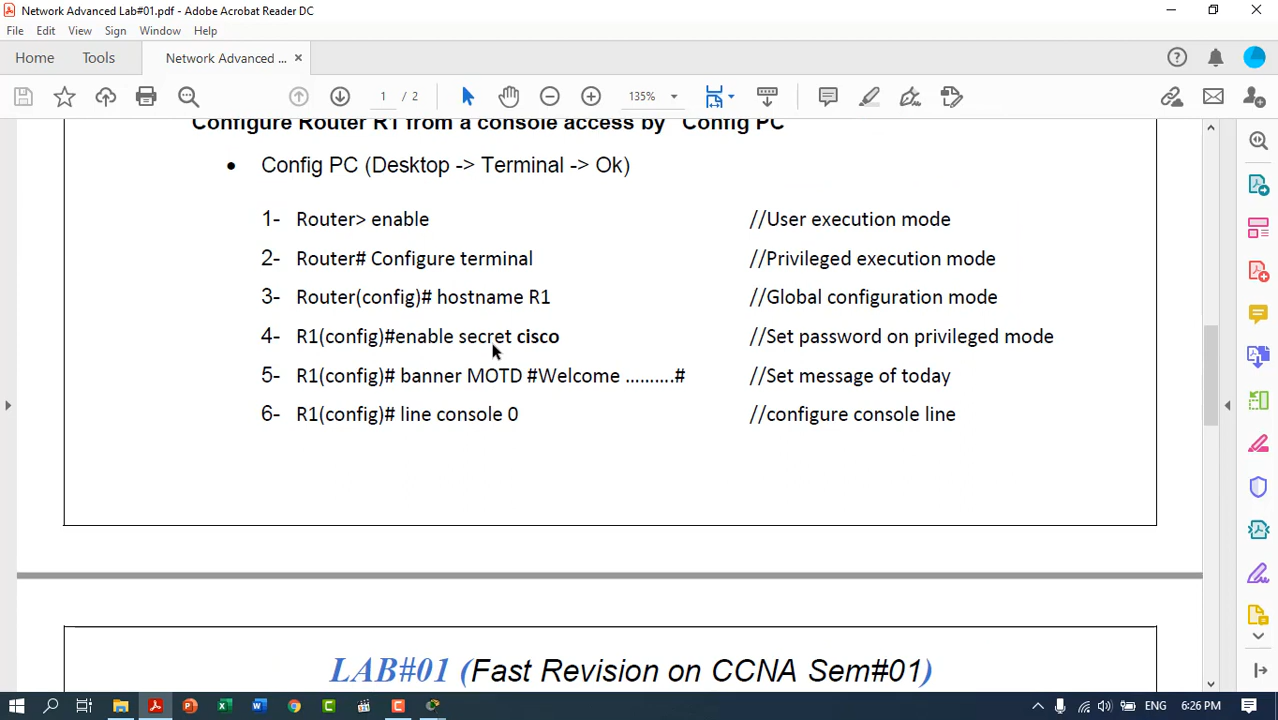 Network Advanced Lab#01.pdf - Adobe Acrobat Reader DC
File Edit View Sign Window Help
Home Tools Network Advanced ... ×
1 / 2 135%
Configure Router R1 from a console access by "Config PC"
• Config PC (Desktop -> Terminal -> Ok)
1- Router> enable //User execution mode
2- Router# Configure terminal //Privileged execution mode
3- Router(config)# hostname R1 //Global configuration mode
4- R1(config)#enable secret cisco //Set password on privileged mode
5- R1(config)# banner MOTD #Welcome ..........# //Set message of today
6- R1(config)# line console 0 //configure console line
LAB#01 (Fast Revision on CCNA Sem#01)
ENG 6:26 PM